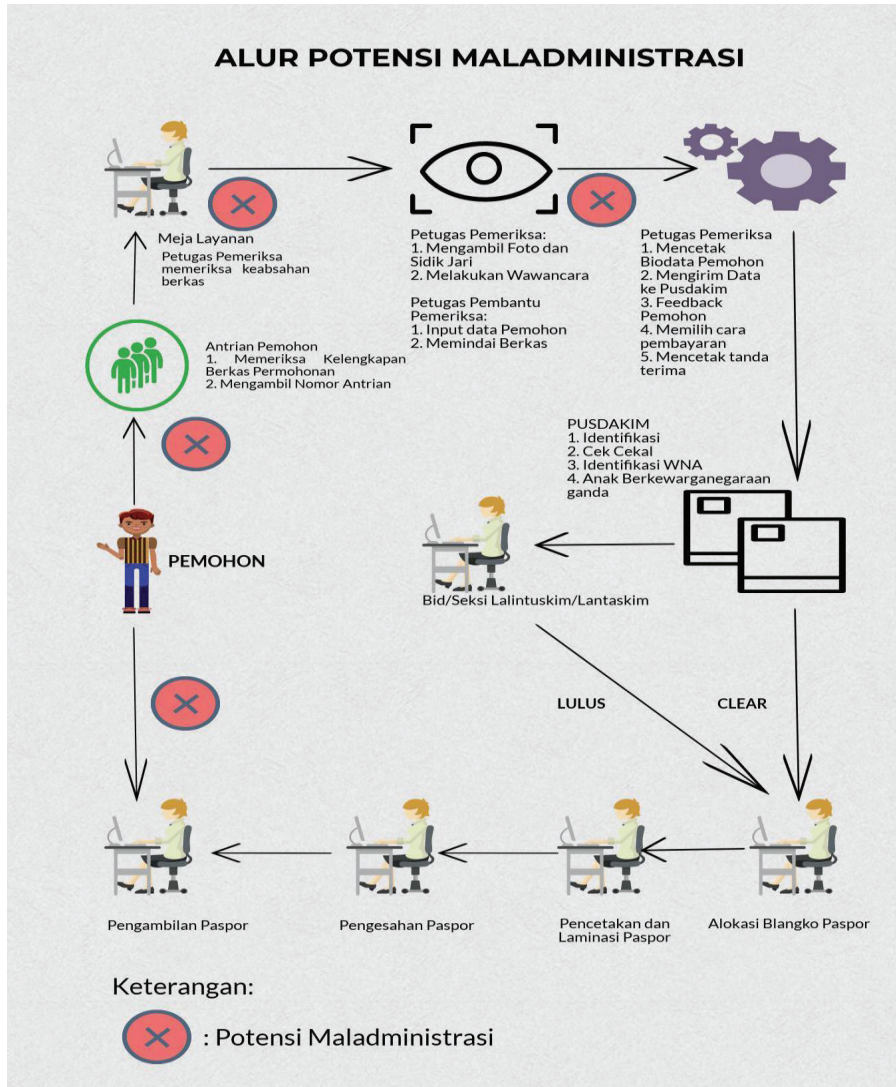 ALUR POTENSI MALADMINISTRASI
Meja Layanan
Petugas Pemeriksa
memeriksa keabsahan
berkas
Petugas Pemeriksa:
1. Mengambil Foto dan
Sidik Jari
2. Melakukan Wawancara
Petugas Pembantu
Pemeriksa:
1. Input data Pemohon
2. Memindai Berkas
Petugas Pemeriksa
1. Mencetak
Biodata Pemohon
2. Mengirim Data
ke Pusdakim
3. Feedback
Pemohon
4. Memilih cara
pembayaran
5. Mencetak tanda
terima
Antrian Pemohon
1. Memeriksa Kelengkapan
Berkas Permohonan
2. Mengambil Nomor Antrian
PUSDAKIM
1. Identifikasi
2. Cek Cekal
3. Identifikasi WNA
4. Anak Berkewarganegaraan
ganda
PEMOHON
Bid/Seksi Lalintuskim/Lantaskim
LULUS
CLEAR
Pengambilan Paspor
Pengesahan Paspor
Pencetakan dan
Laminasi Paspor
Alokasi Blangko Paspor
Keterangan:
: Potensi Maladministrasi